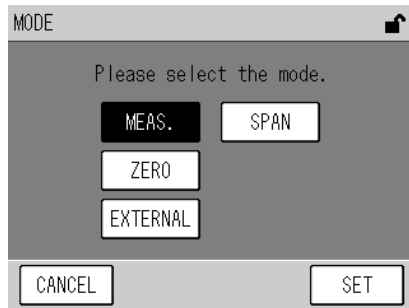 MODE
Please select the mode.
MEAS. SPAN
ZERO
EXTERNAL
CANCEL SET